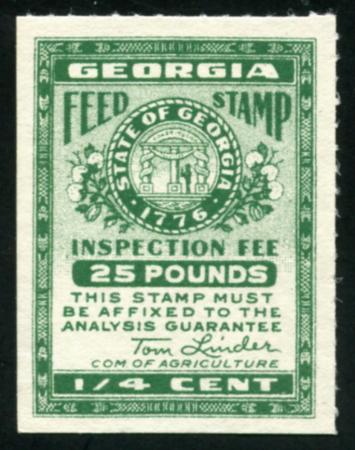 GEORGIA
FEED STAMP
STATE OF GEORGIA
· 1776 ·
INSPECTION FEE
25 POUNDS
THIS STAMP MUST
BE AFFIXED TO THE
ANALYSIS GUARANTEE
Tom Linder
COM OF AGRICULTURE
1/4 CENT